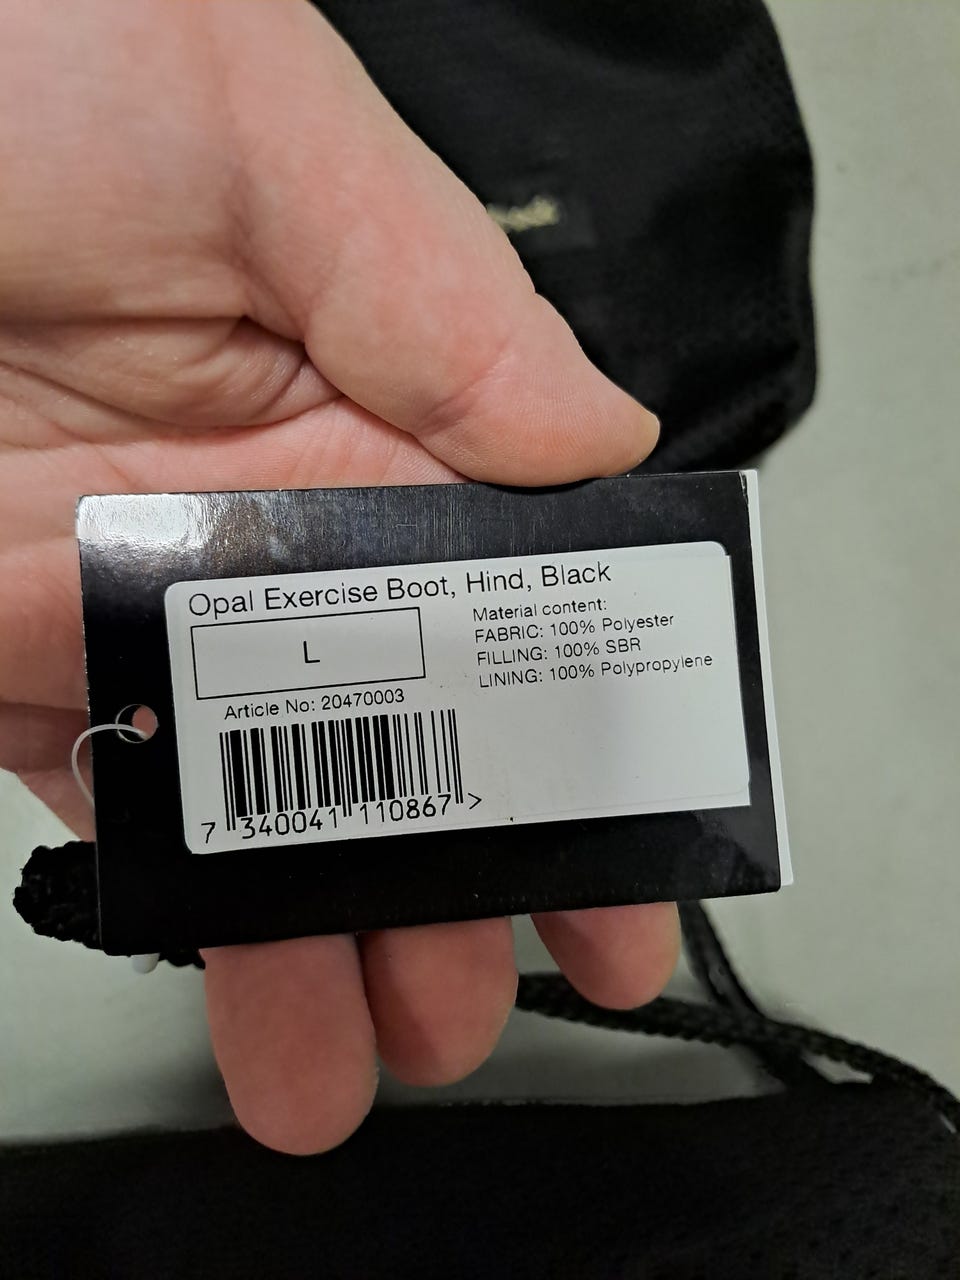 Opal Exercise Boot, Hind, Black
L
Article No: 20470003
7 340041 110867 >
Material content:
FABRIC: 100% Polyester
FILLING: 100% SBR
LINING: 100% Polypropylene